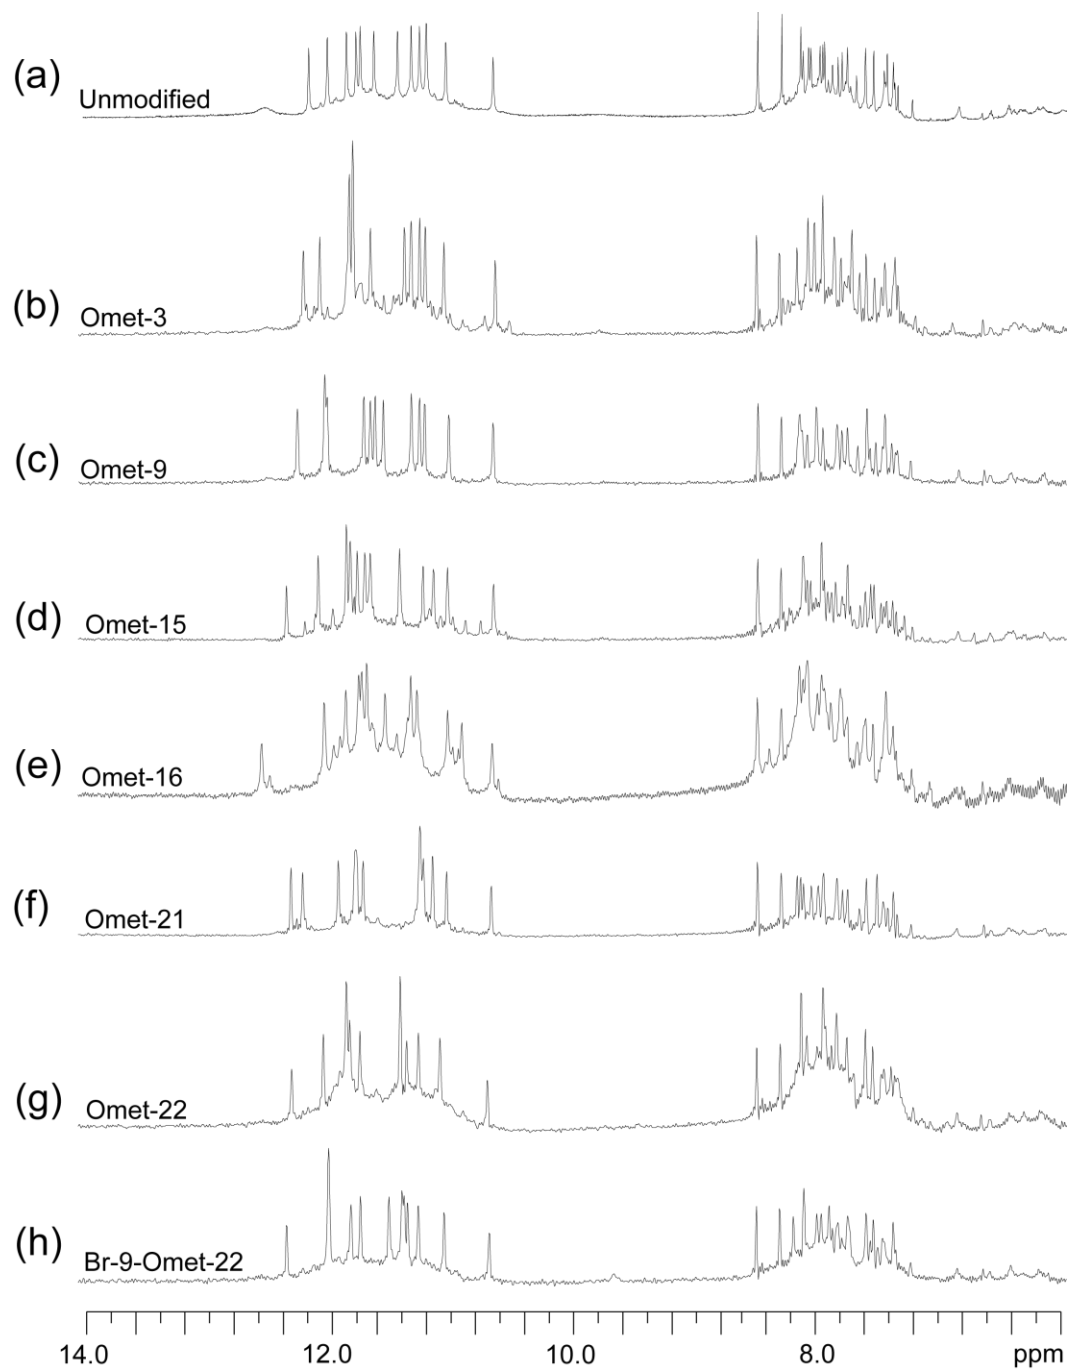 (a)
Unmodified
(b)
Omet-3
(c)
Omet-9
(d)
Omet-15
(e)
Omet-16
(f)
Omet-21
(g)
Omet-22
(h)
Br-9-Omet-22
14.0 12.0 10.0 8.0 ppm